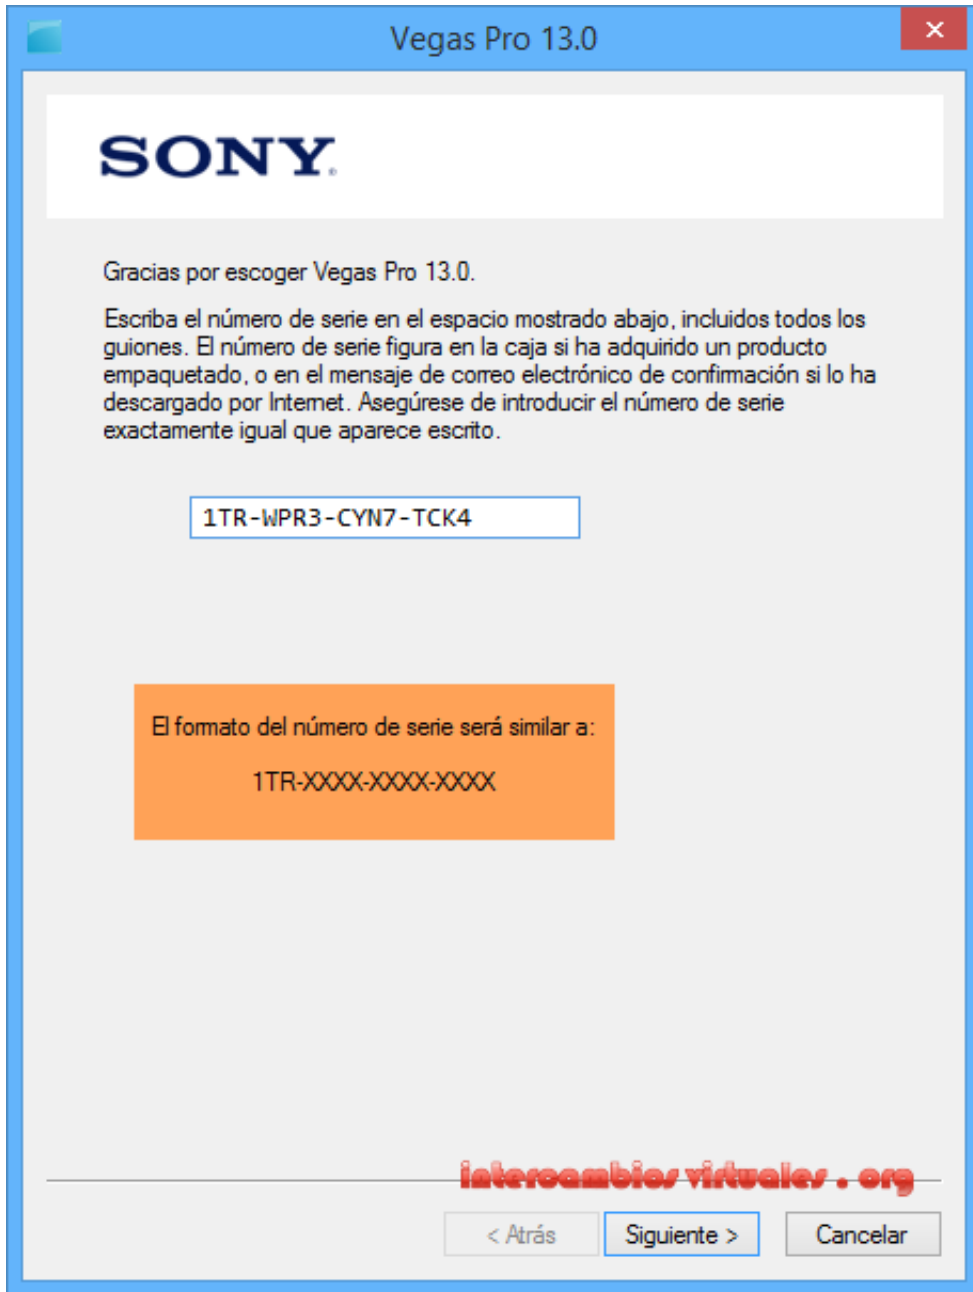 Vegas Pro 13.0
SONY
Gracias por escoger Vegas Pro 13.0.
Escriba el número de serie en el espacio mostrado abajo, incluidos todos los
guiones. El número de serie figura en la caja si ha adquirido un producto
empaquetado, o en el mensaje de correo electrónico de confirmación si lo ha
descargado por Internet. Asegúrese de introducir el número de serie
exactamente igual que aparece escrito.
1TR-WPR3-CYN7-TCK4
El formato del número de serie será similar a:
1TR-XXXX-XXXX-XXXX
intercambios virtuales . org
< Atrás
Siguiente >
Cancelar